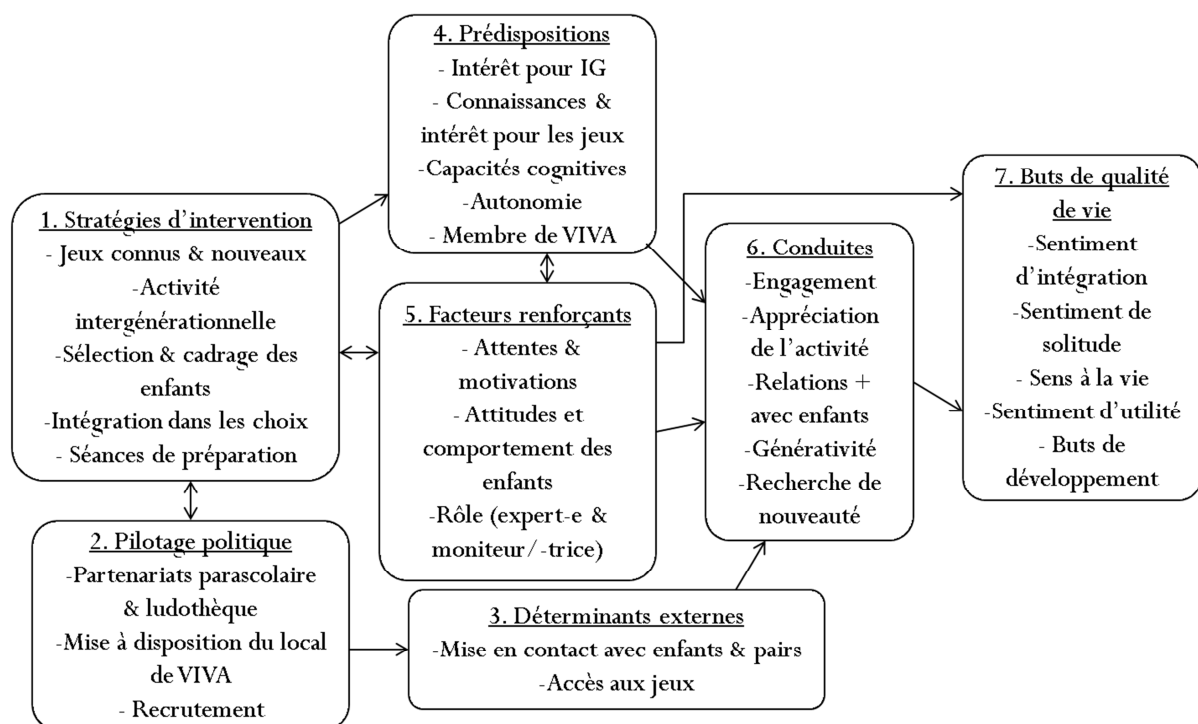 4. Prédispositions
- Intérêt pour IG
- Connaissances &
intérêt pour les jeux
-Capacités cognitives
-Autonomie
- Membre de VIVA
1. Stratégies d'intervention
- Jeux connus & nouveaux
-Activité
intergénérationnelle
-Sélection & cadrage des
enfants
-Intégration dans les choix
- Séances de préparation
5. Facteurs renforçants
- Attentes &
motivations
- Attitudes et
comportement des
enfants
-Rôle (expert-e &
moniteur/-trice)
2. Pilotage politique
-Partenariats parascolaire
& ludothèque
-Mise à disposition du local
de VIVA
- Recrutement
3. Déterminants externes
-Mise en contact avec enfants & pairs
-Accès aux jeux
6. Conduites
-Engagement
-Appréciation
de l'activité
-Relations +
avec enfants
-Générativité
-Recherche de
nouveauté
7. Buts de qualité
de vie
-Sentiment
d'intégration
-Sentiment de
solitude
- Sens à la vie
-Sentiment d'utilité
- Buts de
développement